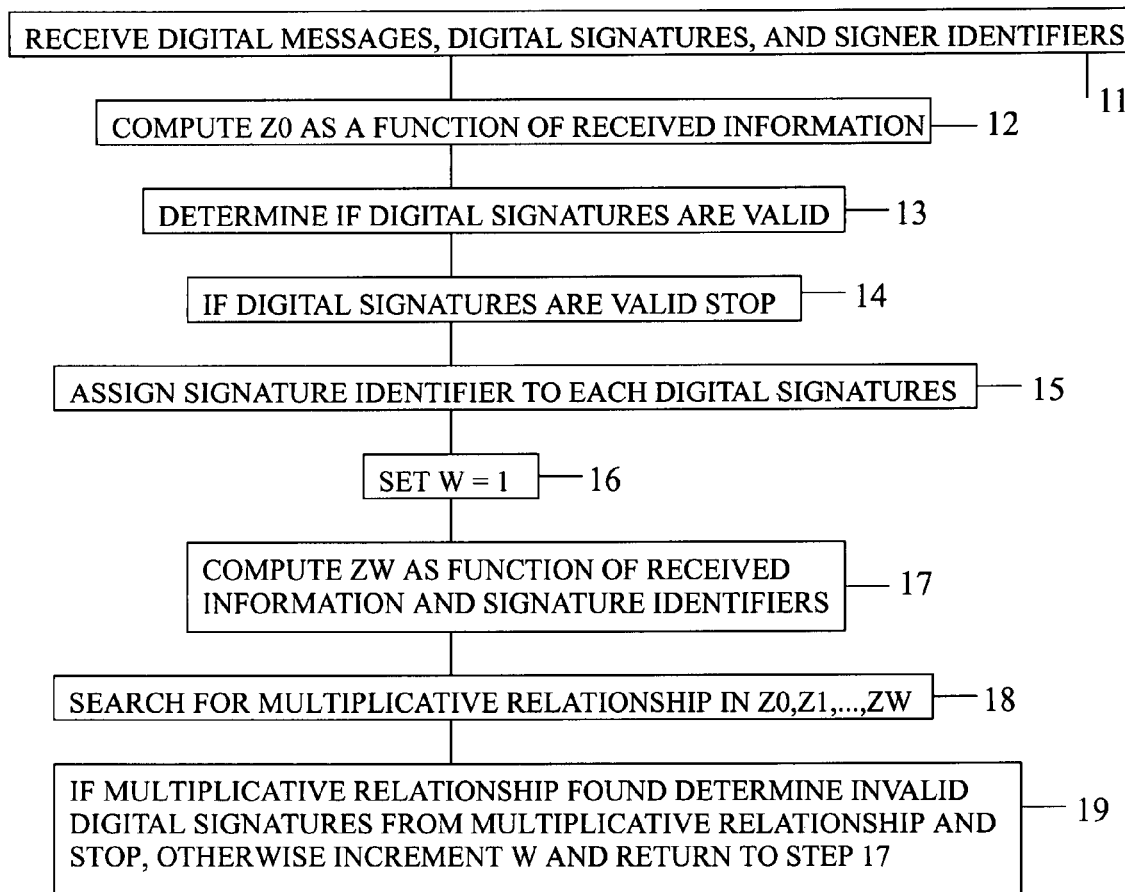 RECEIVE DIGITAL MESSAGES, DIGITAL SIGNATURES, AND SIGNER IDENTIFIERS
11
COMPUTE Z0 AS A FUNCTION OF RECEIVED INFORMATION
12
DETERMINE IF DIGITAL SIGNATURES ARE VALID
13
IF DIGITAL SIGNATURES ARE VALID STOP
14
ASSIGN SIGNATURE IDENTIFIER TO EACH DIGITAL SIGNATURES
15
SET W = 1
16
COMPUTE ZW AS FUNCTION OF RECEIVED
INFORMATION AND SIGNATURE IDENTIFIERS
17
SEARCH FOR MULTIPLICATIVE RELATIONSHIP IN Z0,Z1,...,ZW
18
IF MULTIPLICATIVE RELATIONSHIP FOUND DETERMINE INVALID
DIGITAL SIGNATURES FROM MULTIPLICATIVE RELATIONSHIP AND
STOP, OTHERWISE INCREMENT W AND RETURN TO STEP 17
19